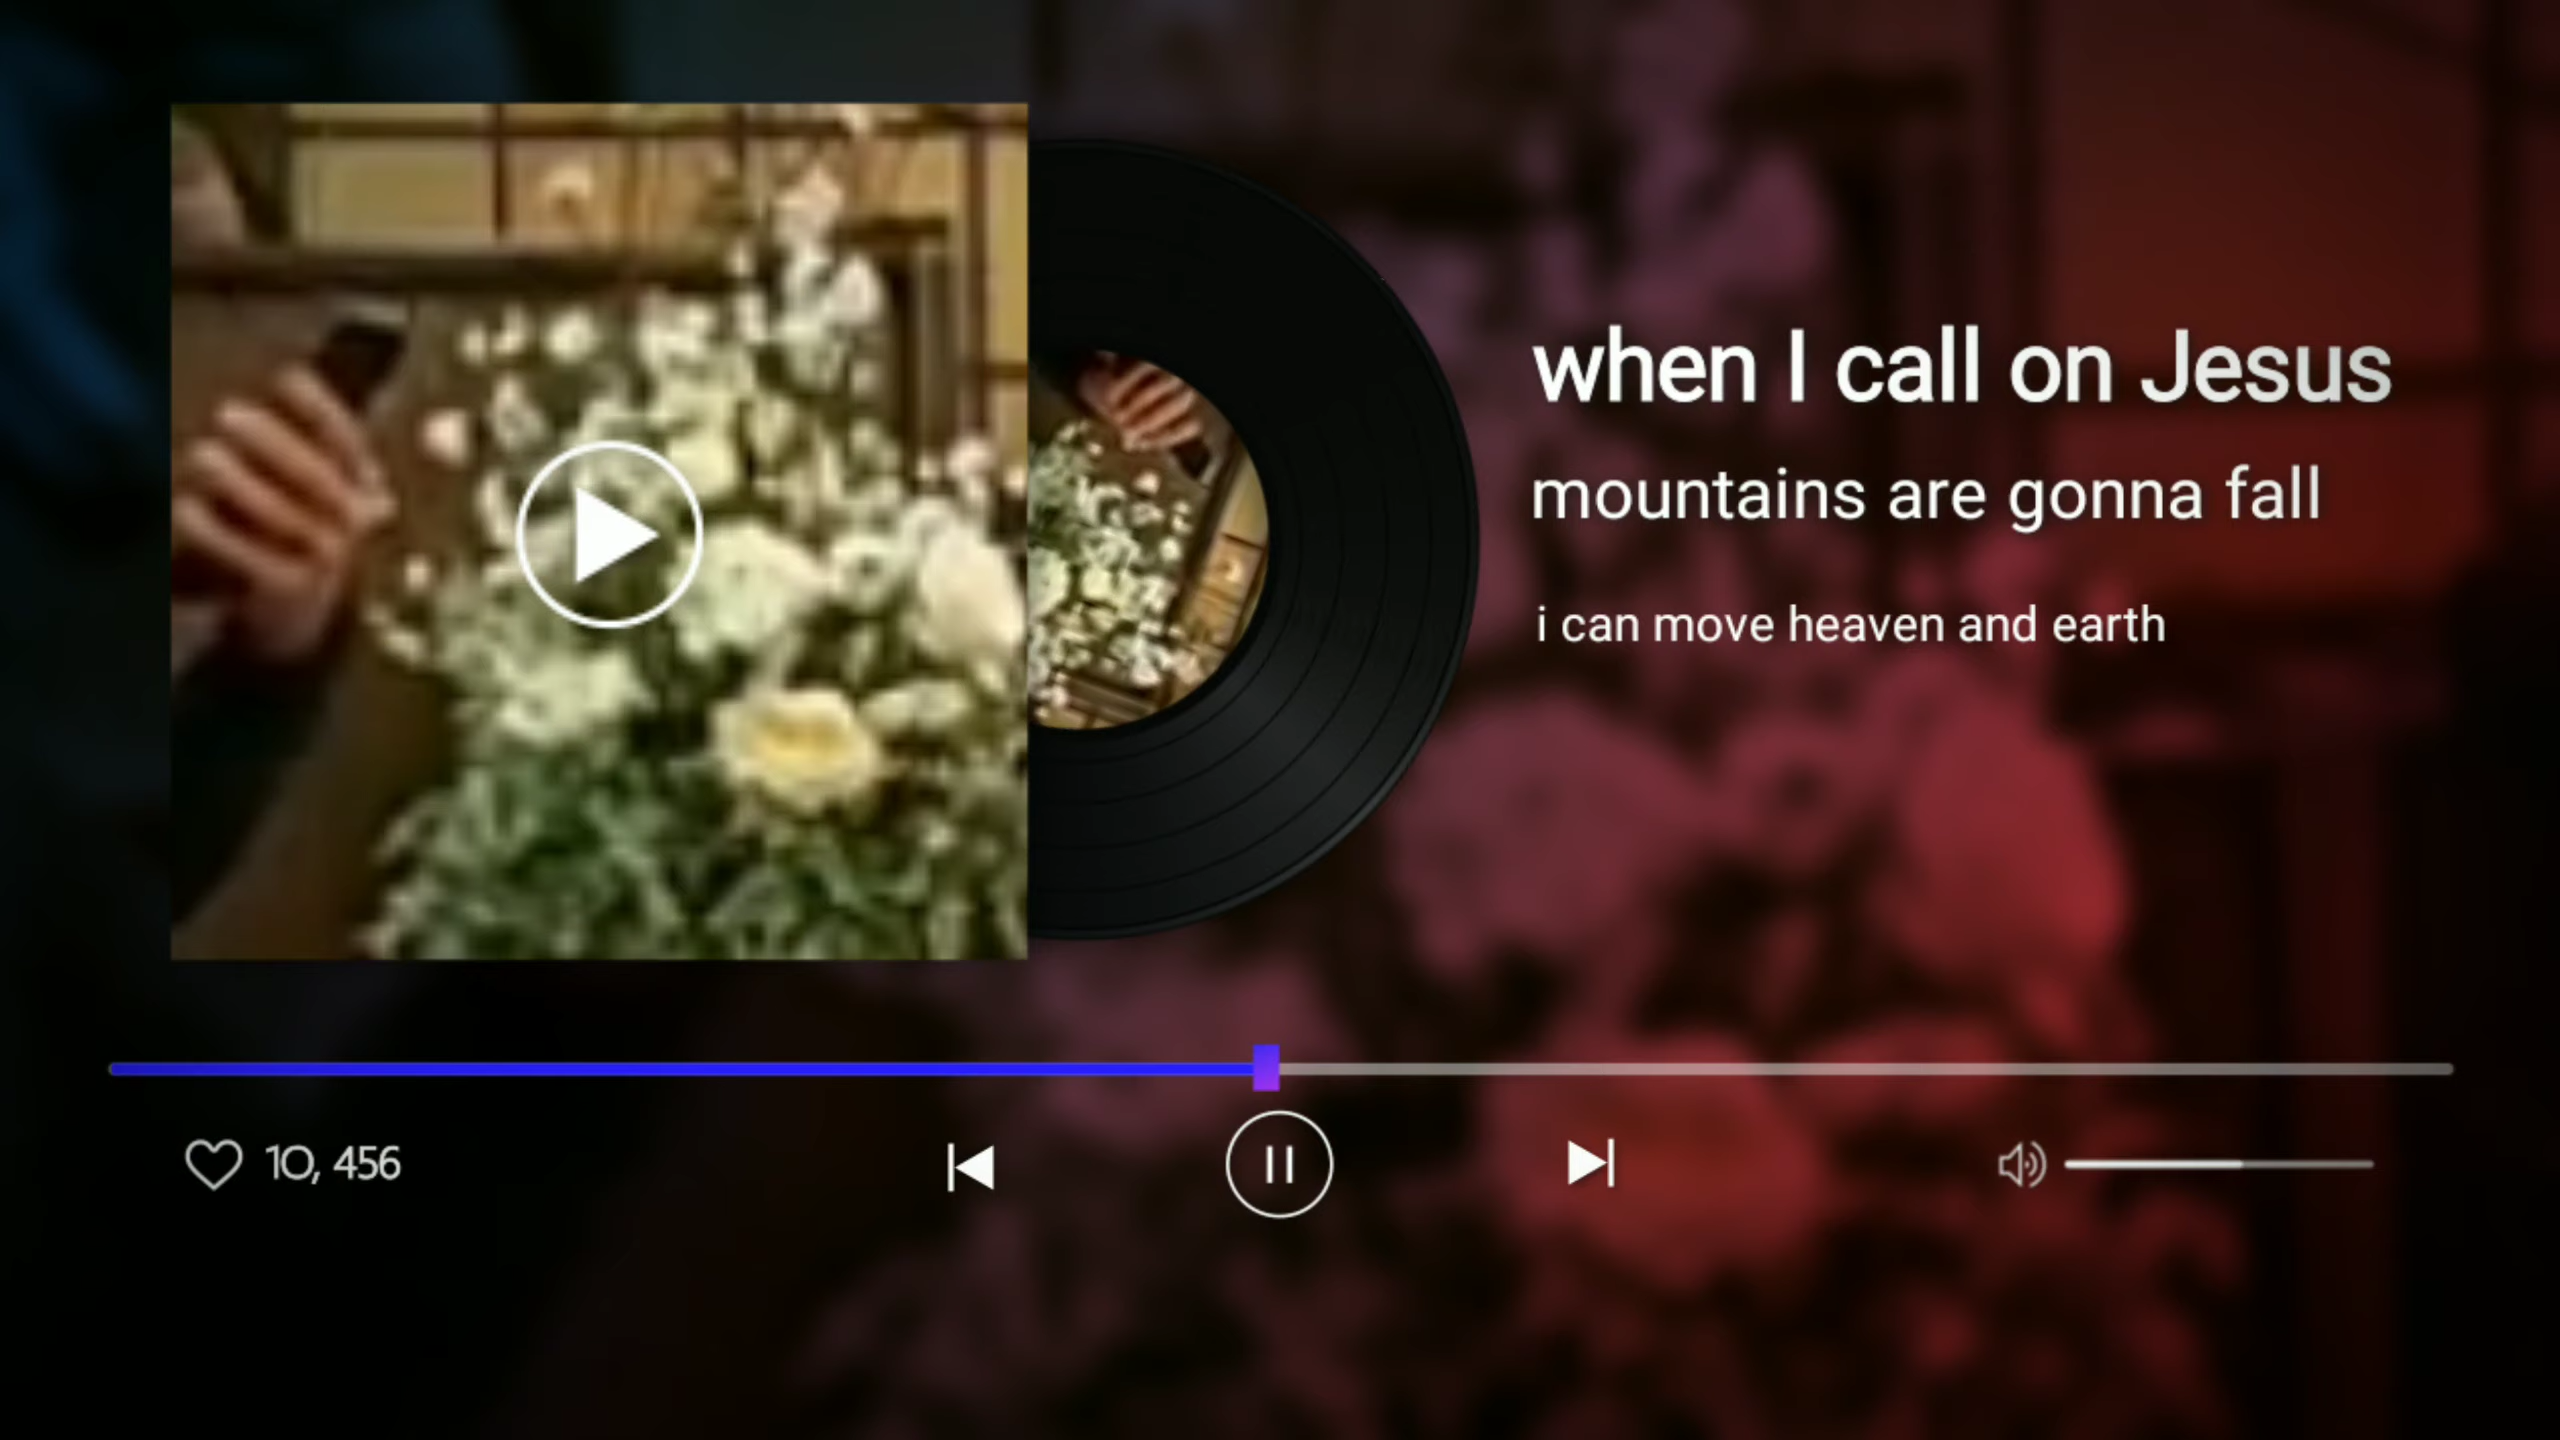 when I call on Jesus
mountains are gonna fall
i can move heaven and earth
10, 456